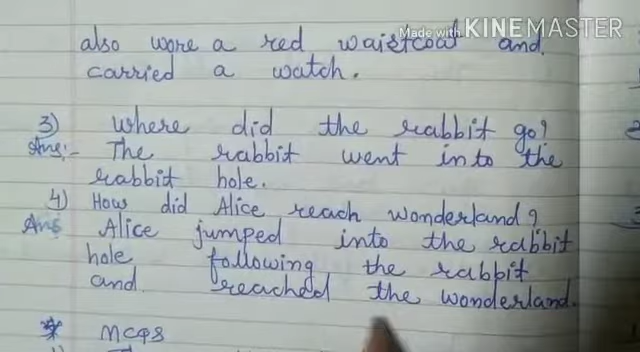 Made with KINEMASTER
also wore a red waistcoat and
carried a watch.
3) where did the rabbit go?
Ans:- The rabbit went into the
rabbit hole.
4) How did Alice reach wonderland?
Ans Alice jumped into the rabbit
hole following the rabbit
and reached the wonderland.
* MCQS